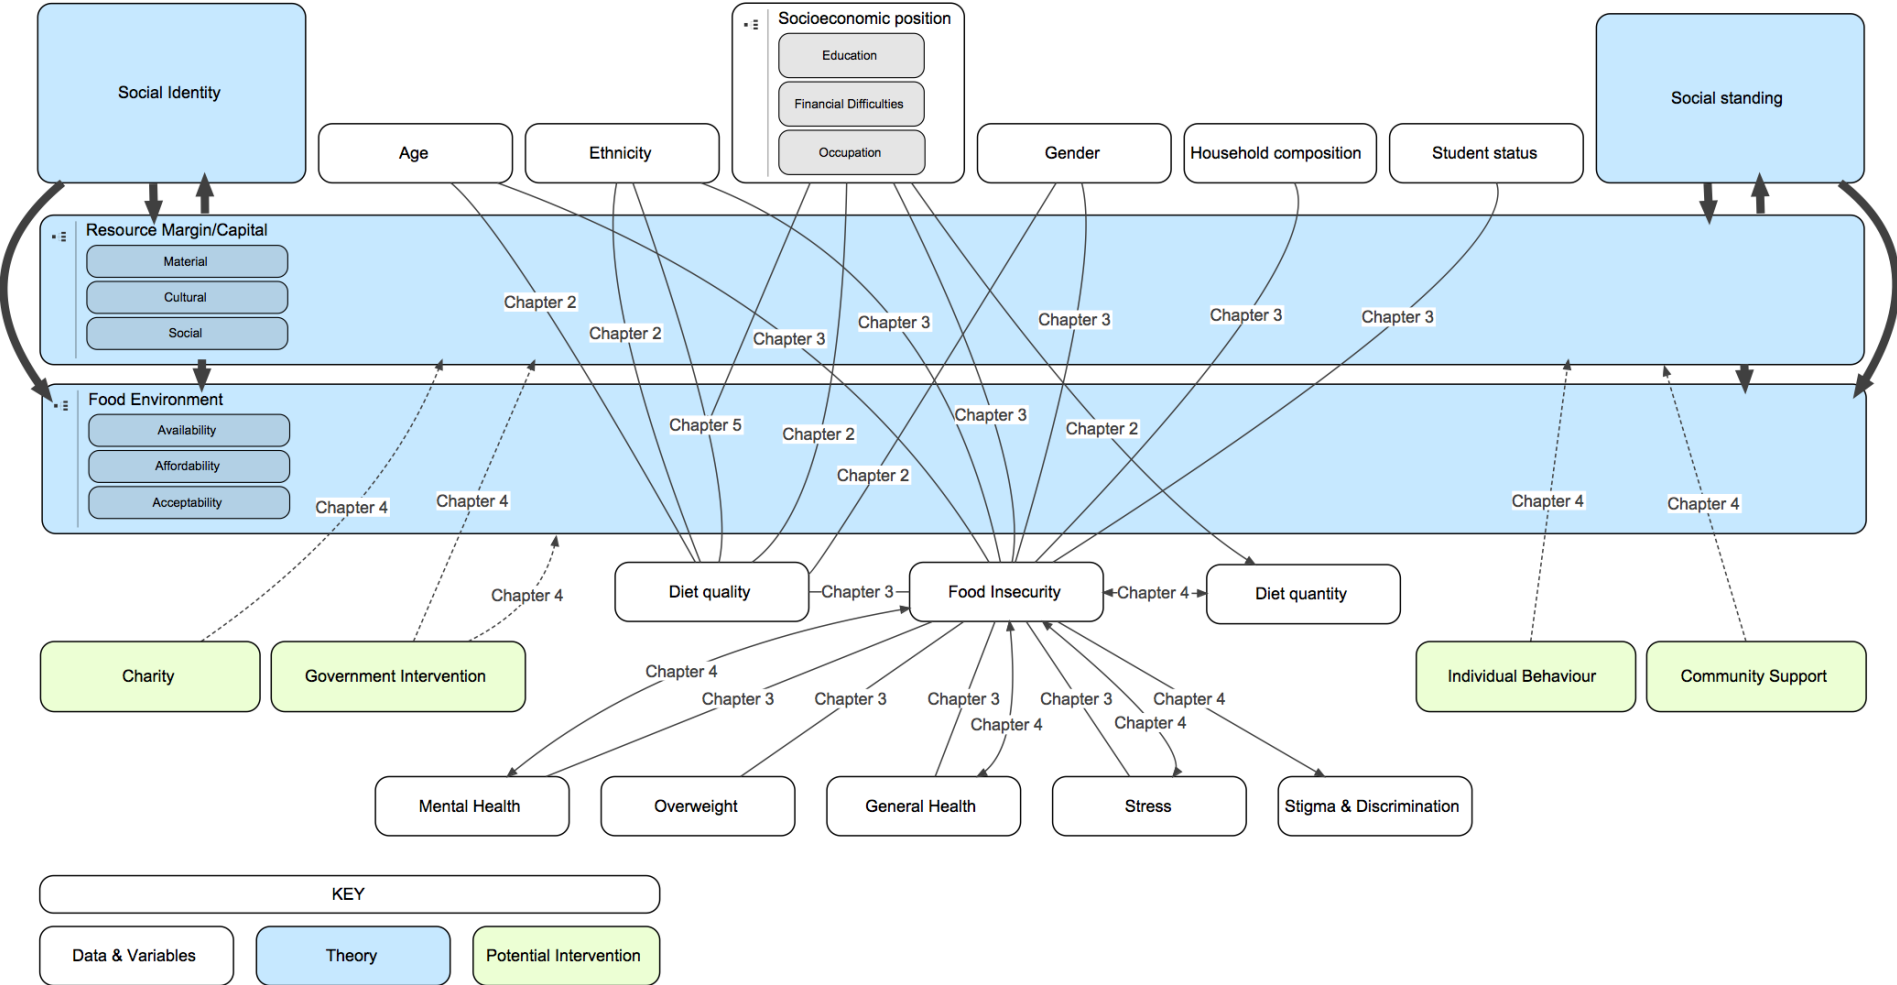 Social Identity
Socioeconomic position
Education
Financial Difficulties
Occupation
Social standing
Age
Ethnicity
Gender
Household composition
Student status
Resource Margin/Capital
Material
Cultural
Social
Chapter 2
Chapter 2
Chapter 3
Chapter 3
Chapter 3
Chapter 3
Chapter 3
Food Environment
Availability
Affordability
Acceptability
Chapter 5
Chapter 2
Chapter 3
Chapter 2
Chapter 2
Chapter 4
Chapter 4
Chapter 4
Chapter 4
Chapter 4
Diet quality
Chapter 3
Food Insecurity
Chapter 4
Diet quantity
Charity
Government Intervention
Individual Behaviour
Community Support
Chapter 4
Chapter 3
Chapter 3
Chapter 3
Chapter 4
Chapter 3
Chapter 4
Chapter 4
Mental Health
Overweight
General Health
Stress
Stigma & Discrimination
KEY
Data & Variables
Theory
Potential Intervention